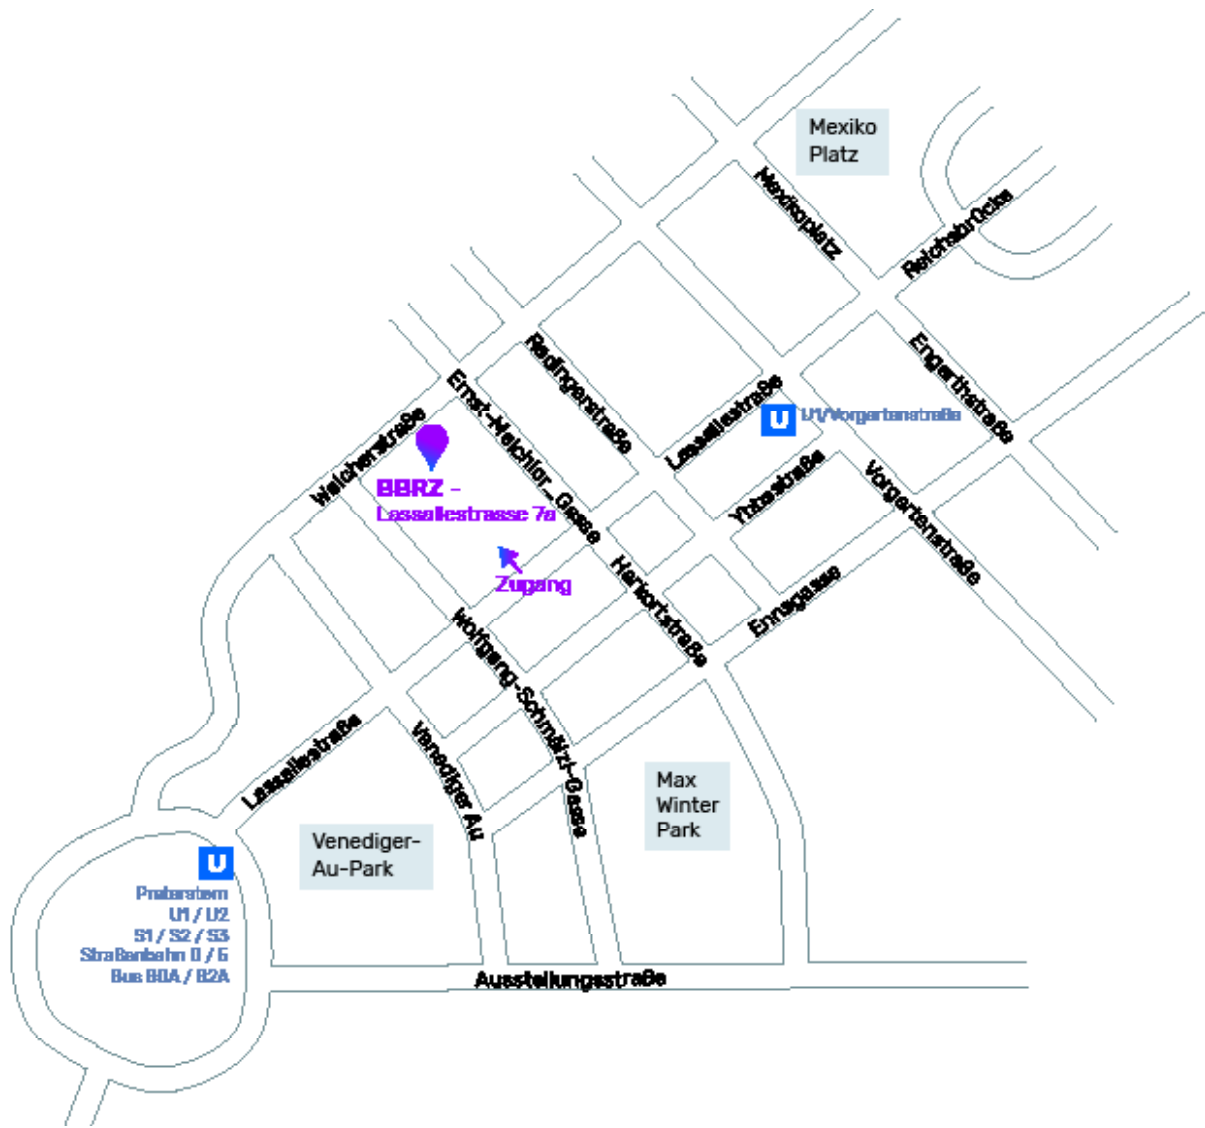 Mexiko
Platz
Mexikoplatz
Reichsbrücke
Radingerstraße
Engerthstraße
Ernst-Melchior_Gasse
Lassallestraße
U
U1/Vorgartenstraße
Walcherstraße
BBRZ -
Lassallestrasse 7a
Ybbsstraße
Vorgartenstraße
Zugang
Harkortstraße
Ennsgasse
Wolfgang-Schmälzl-Gasse
Lassallestraße
Venediger Au
Max
Winter
Park
Venediger-
Au-Park
U
Praterstern
U1 / U2
S1 / S2 / S3
Straßenbahn O / 5
Bus 80A / 82A
Ausstellungsstraße